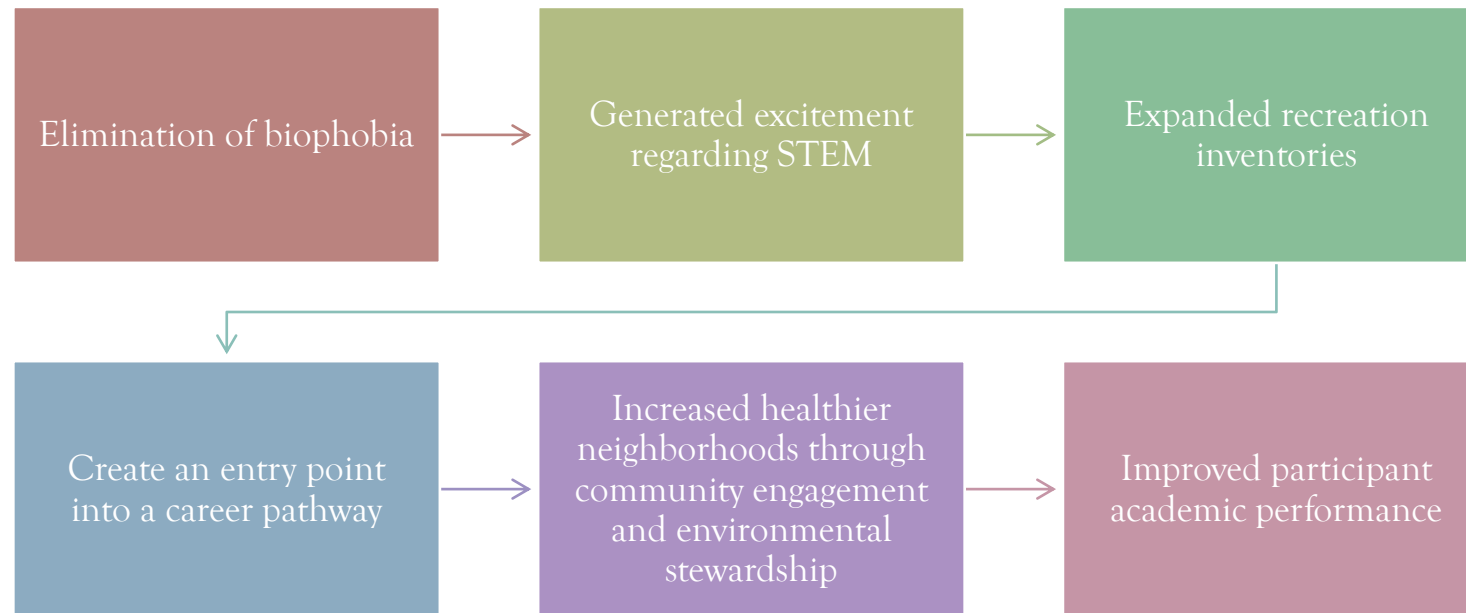 Elimination of biophobia
Generated excitement
regarding STEM
Expanded recreation
inventories
Create an entry point
into a career pathway
Increased healthier
neighborhoods through
community engagement
and environmental
stewardship
Improved participant
academic performance